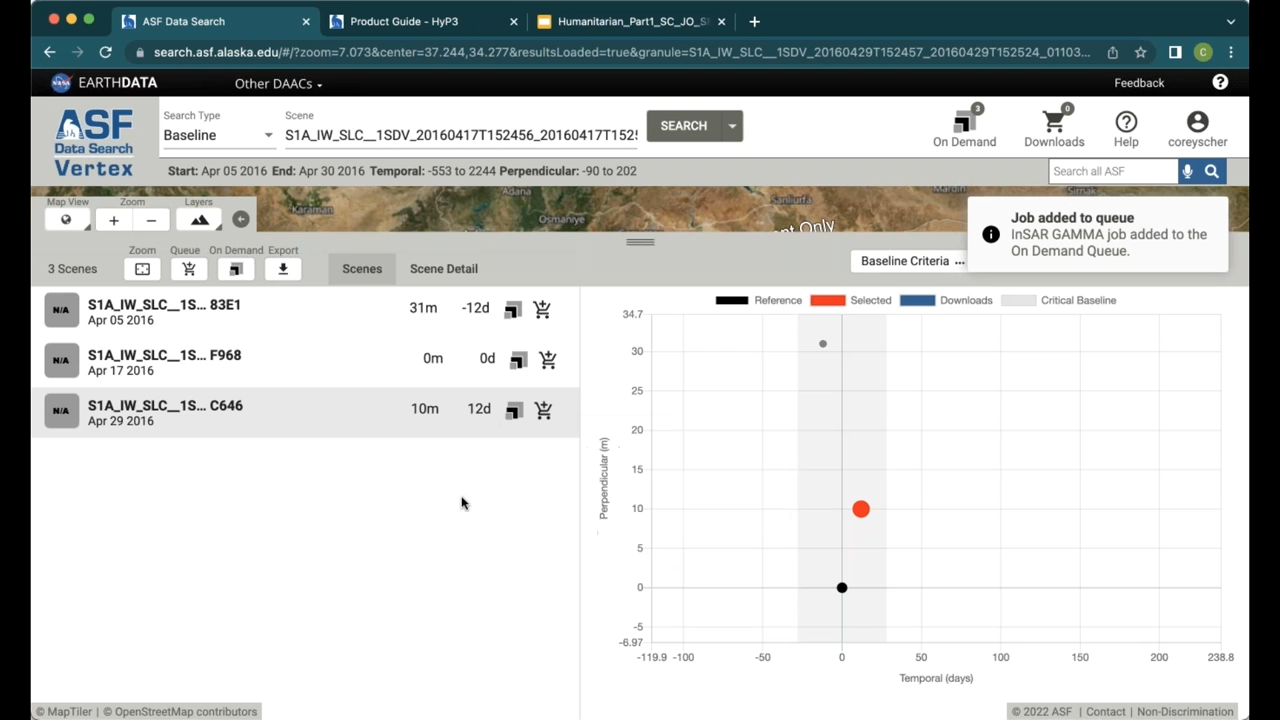 ASF Data Search
Product Guide - HyP3
Humanitarian_Part1_SC_JO_S
search.asf.alaska.edu/#/?zoom=7.073&center=37.244,34.277&resultsLoaded=true&granule=S1A_IW_SLC__1SDV_20160429T152457_20160429T152524_01103...
C
NASA
EARTHDATA
Other DAACs
Feedback
?
ASF
Data Search
Vertex
Search Type
Baseline
Scene
S1A_IW_SLC__1SDV_20160417T152456_20160417T152!
SEARCH
3
On Demand
0
Downloads
Help
coreyscher
Start: Apr 05 2016 End: Apr 30 2016 Temporal: -553 to 2244 Perpendicular: -90 to 202
Search all ASF
Map View
Zoom
Layers
Karaman
Adana
Osmaniye
Şanlıurfa
Mardin
Şırnak
nt Only
Job added to queue
InSAR GAMMA job added to the
On Demand Queue.
3 Scenes
Zoom
Queue
On Demand
Export
Scenes
Scene Detail
Baseline Criteria ...
S1A_IW_SLC__1S... 83E1
Apr 05 2016
31m -12d
N/A
S1A_IW_SLC__1S... F968
Apr 17 2016
0m 0d
N/A
S1A_IW_SLC__1S... C646
Apr 29 2016
10m 12d
N/A
Reference Selected Downloads Critical Baseline
34.7
30
25
20
15
10
5
0
-5
-6.97
Perpendicular (m)
-119.9 -100 -50 0 50 100 150 200 238.8
Temporal (days)
© MapTiler | © OpenStreetMap contributors
© 2022 ASF | Contact | Non-Discrimination